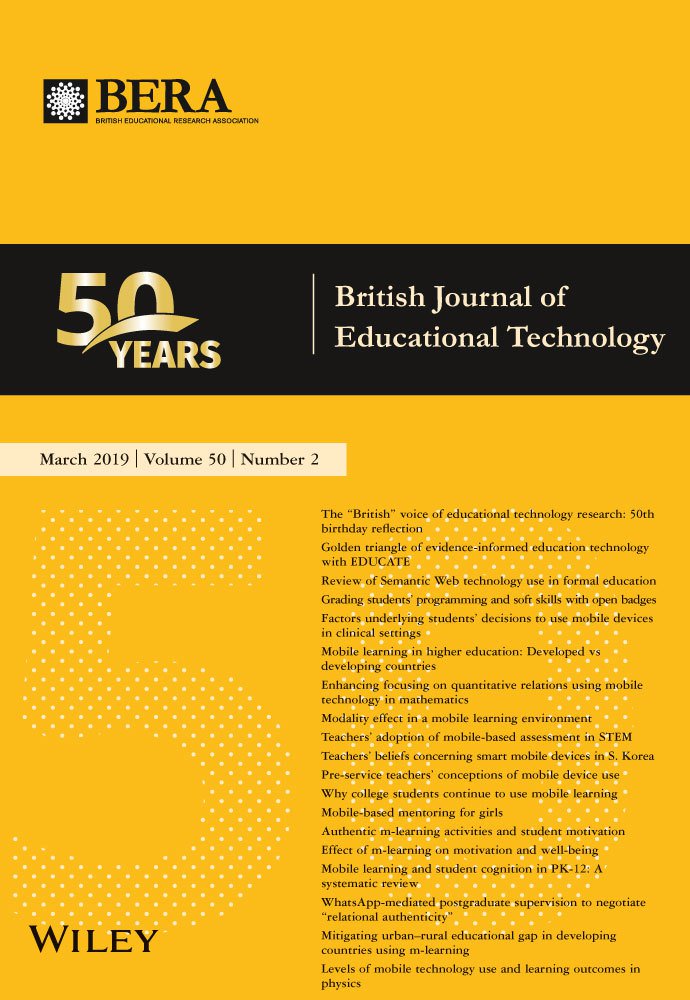 BERA
BRITISH EDUCATIONAL RESEARCH ASSOCIATION
50
YEARS
British Journal of
Educational Technology
March 2019 | Volume 50 | Number 2
The “British” voice of educational technology research: 50th
birthday reflection
Golden triangle of evidence-informed education technology
with EDUCATE
Review of Semantic Web technology use in formal education
Grading students’ programming and soft skills with open badges
Factors underlying students’ decisions to use mobile devices
in clinical settings
Mobile learning in higher education: Developed vs
developing countries
Enhancing focusing on quantitative relations using mobile
technology in mathematics
Modality effect in a mobile learning environment
Teachers’ adoption of mobile-based assessment in STEM
Teachers’ beliefs concerning smart mobile devices in S. Korea
Pre-service teachers’ conceptions of mobile device use
Why college students continue to use mobile learning
Mobile-based mentoring for girls
Authentic m-learning activities and student motivation
Effect of m-learning on motivation and well-being
Mobile learning and student cognition in PK-12: A
systematic review
WhatsApp-mediated postgraduate supervision to negotiate
“relational authenticity”
Mitigating urban–rural educational gap in developing
countries using m-learning
Levels of mobile technology use and learning outcomes in
physics
WILEY